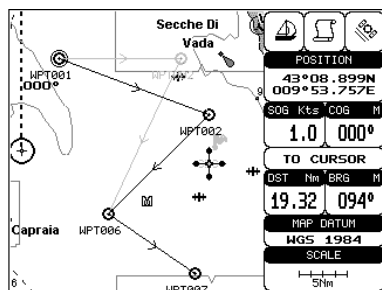 Secche Di
Vada
WPT001
000°
WPT002
WPT006
Capraia
WPT007
POSITION
43°08.899N
009°53.757E
SOG Kts COG M
1.0 000°
TO CURSOR
DST Nm BRG M
19.32 094°
MAP DATUM
WGS 1984
SCALE
5Nm